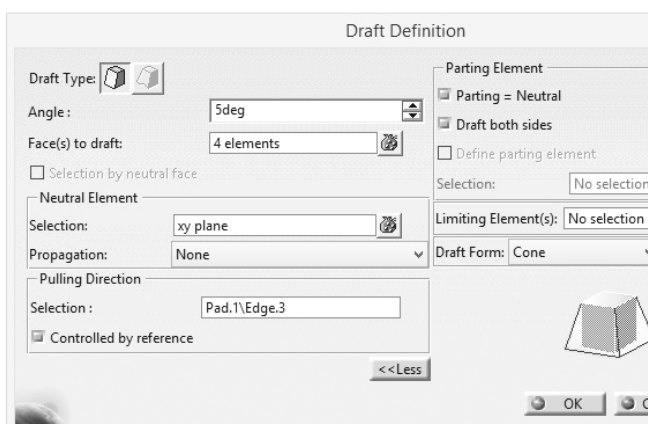 Draft Definition
Draft Type:
Angle :
5deg
Face(s) to draft:
4 elements
Selection by neutral face
Neutral Element
Selection:
xy plane
Propagation:
None
Pulling Direction
Selection :
Pad.1\Edge.3
Controlled by reference
<<Less
Parting Element
Parting = Neutral
Draft both sides
Define parting element
Selection:
No selection
Limiting Element(s):
No selection
Draft Form:
Cone
OK